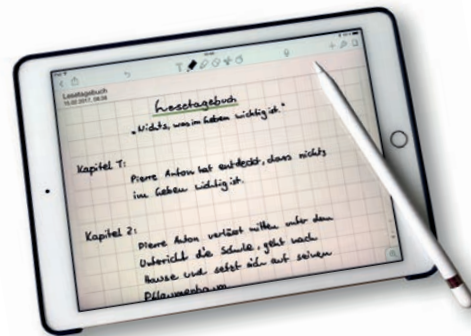 Lesetagebuch
15.02.2017, 08:38
Lesetagebuch
"Nichts, was im Leben wichtig ist."
Kapitel 1:
Pierre Anton hat entdeckt, dass nichts
im Leben wichtig ist.
Kapitel 2:
Pierre Anton verlässt mitten unter dem
Unterricht die Schule, geht nach
Hause und setzt sich auf seinen
Pflaumenbaum